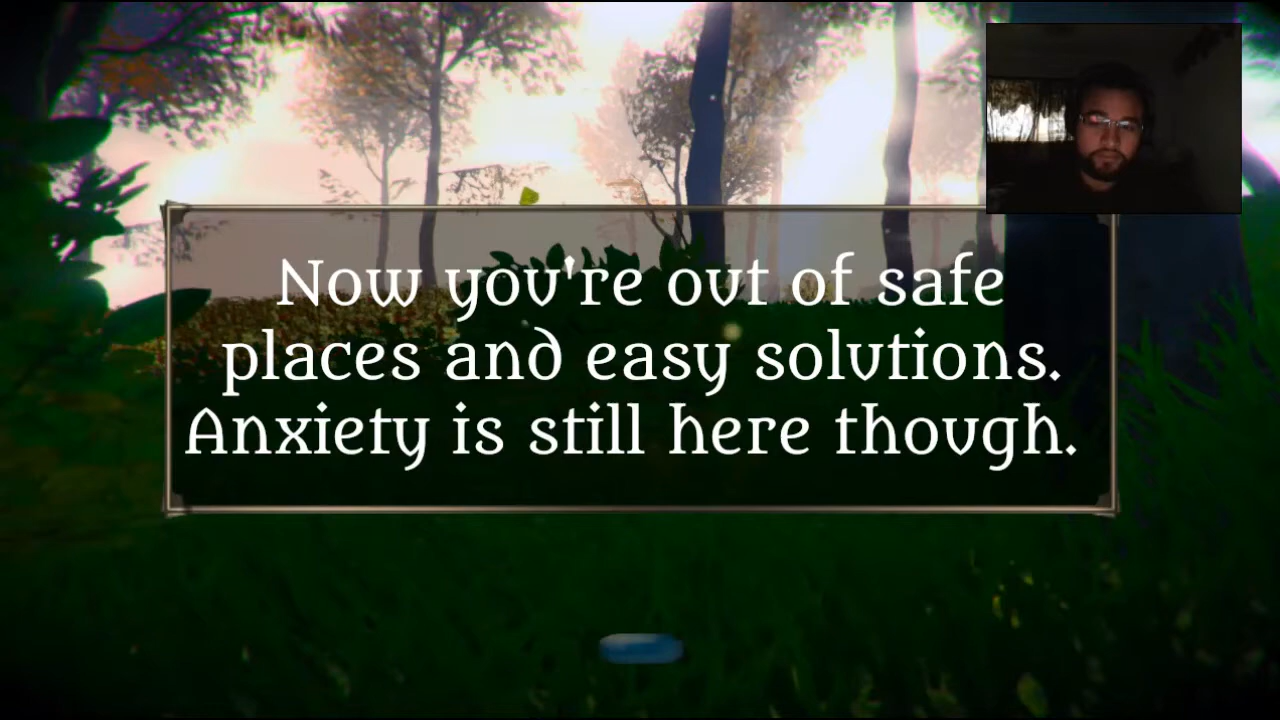 Now you're out of safe
places and easy solutions.
Anxiety is still here though.